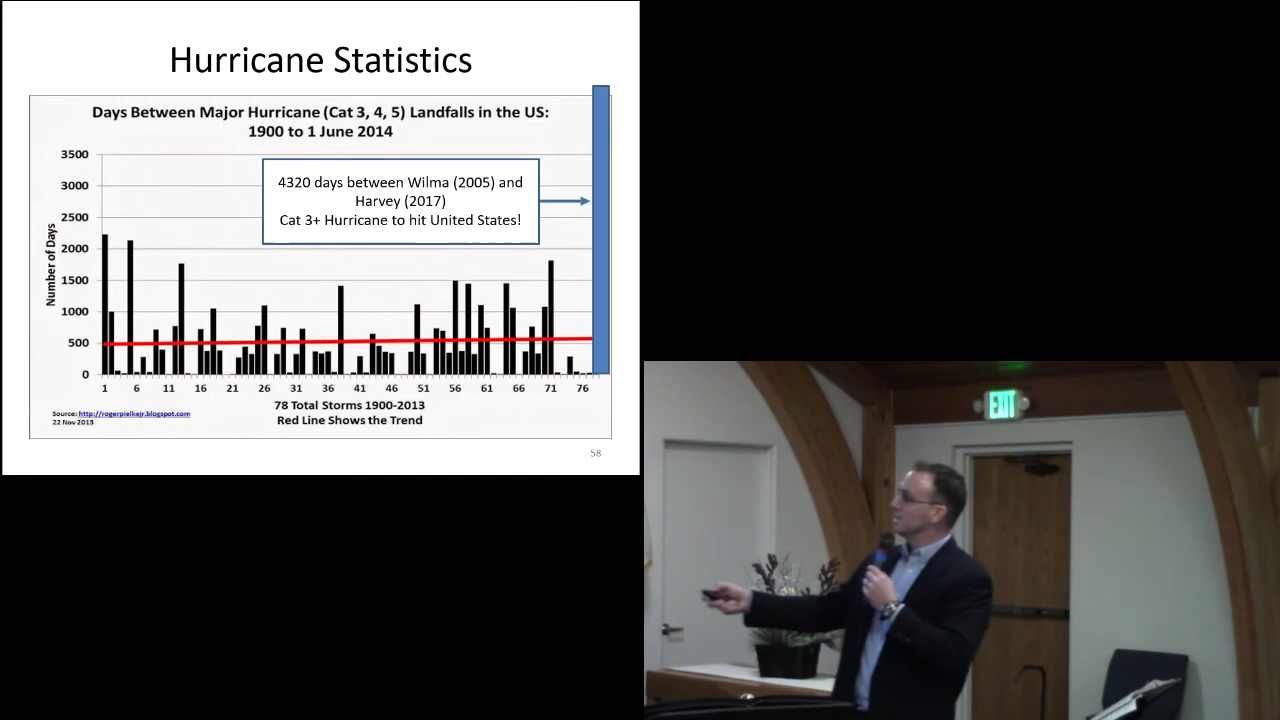 Hurricane Statistics
Days Between Major Hurricane (Cat 3, 4, 5) Landfalls in the US:
1900 to 1 June 2014
3500
3000
2500
2000
1500
1000
500
0
Number of Days
4320 days between Wilma (2005) and
Harvey (2017)
Cat 3+ Hurricane to hit United States!
1 6 11 16 21 26 31 36 41 46 51 56 61 66 71 76
78 Total Storms 1900-2013
Red Line Shows the Trend
Source: http://rogerpielkejr.blogspot.com
22 Nov 2013
58
EXIT